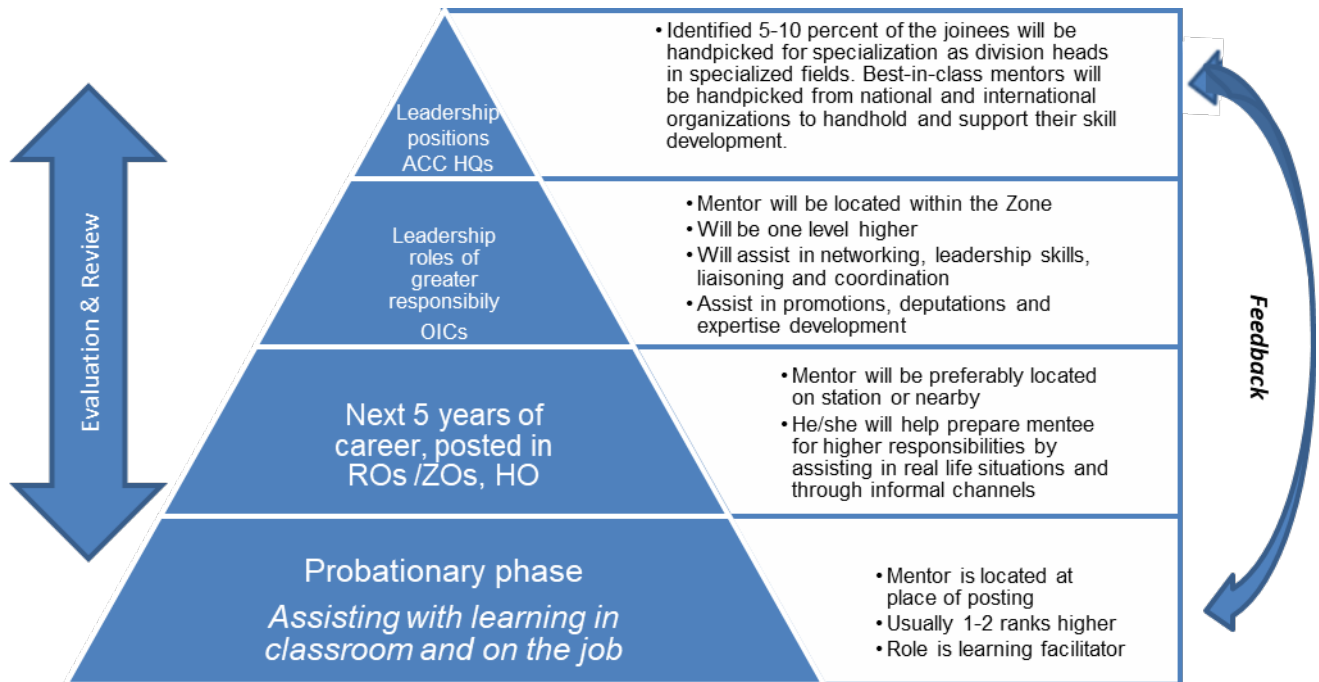 Evaluation & Review
Leadership
positions
ACC HQs
• Identified 5-10 percent of the joinees will be
handpicked for specialization as division heads
in specialized fields. Best-in-class mentors will
be handpicked from national and international
organizations to handhold and support their skill
development.
Leadership
roles of
greater
responsibily
OICs
• Mentor will be located within the Zone
• Will be one level higher
• Will assist in networking, leadership skills,
liaisoning and coordination
• Assist in promotions, deputations and
expertise development
Next 5 years of
career, posted in
ROs /ZOs, HO
• Mentor will be preferably located
on station or nearby
• He/she will help prepare mentee
for higher responsibilities by
assisting in real life situations and
through informal channels
Probationary phase
Assisting with learning in
classroom and on the job
• Mentor is located at
place of posting
• Usually 1-2 ranks higher
• Role is learning facilitator
Feedback